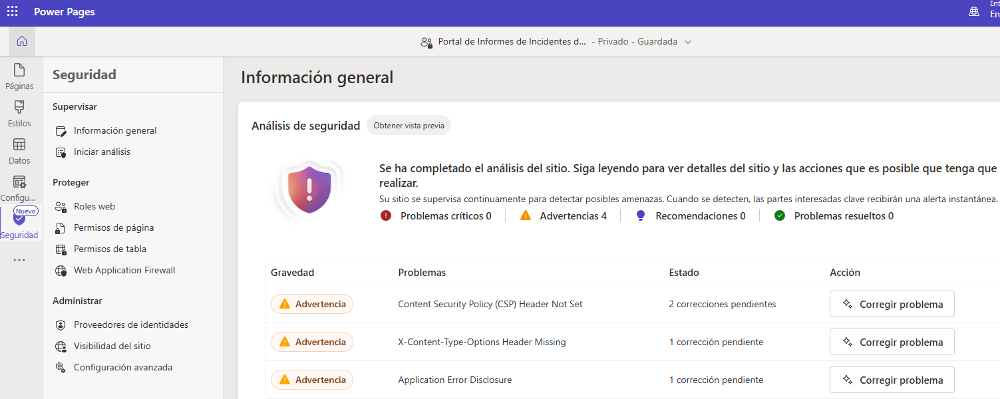 Power Pages
Ent
En
Portal de Informes de Incidentes d... - Privado - Guardada
Páginas
Estilos
Datos
Configu...
Nuevo
Seguridad
Seguridad
Supervisar
Información general
Iniciar análisis
Proteger
Roles web
Permisos de página
Permisos de tabla
Web Application Firewall
Administrar
Proveedores de identidades
Visibilidad del sitio
Configuración avanzada
Información general
Análisis de seguridad Obtener vista previa
Se ha completado el análisis del sitio. Siga leyendo para ver detalles del sitio y las acciones que es posible que tenga que
realizar.
Su sitio se supervisa continuamente para detectar posibles amenazas. Cuando se detecten, las partes interesadas clave recibirán una alerta instantánea.
Problemas críticos 0 Advertencias 4 Recomendaciones 0 Problemas resueltos 0
Gravedad Problemas Estado Acción
Advertencia Content Security Policy (CSP) Header Not Set 2 correcciones pendientes Corregir problema
Advertencia X-Content-Type-Options Header Missing 1 corrección pendiente Corregir problema
Advertencia Application Error Disclosure 1 corrección pendiente Corregir problema